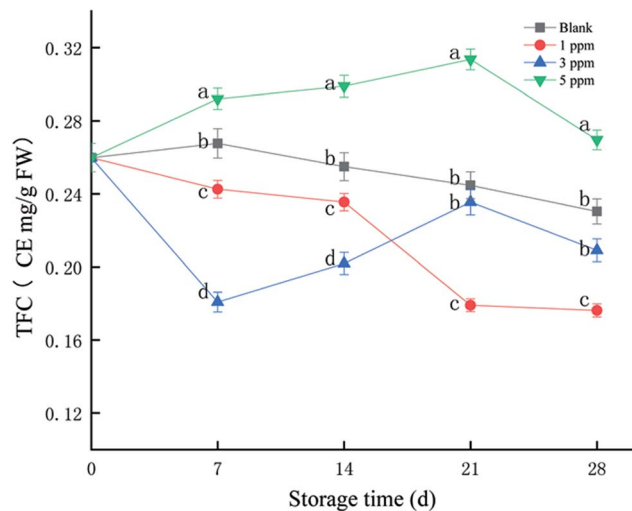 Blank
1 ppm
3 ppm
5 ppm
0.32
0.28
0.24
0.20
0.16
0.12
TFC ( CE mg/g FW)
a
a
a
a
b
b
b
b
c
c
c
c
d
d
b
b
0
7
14
21
28
Storage time (d)